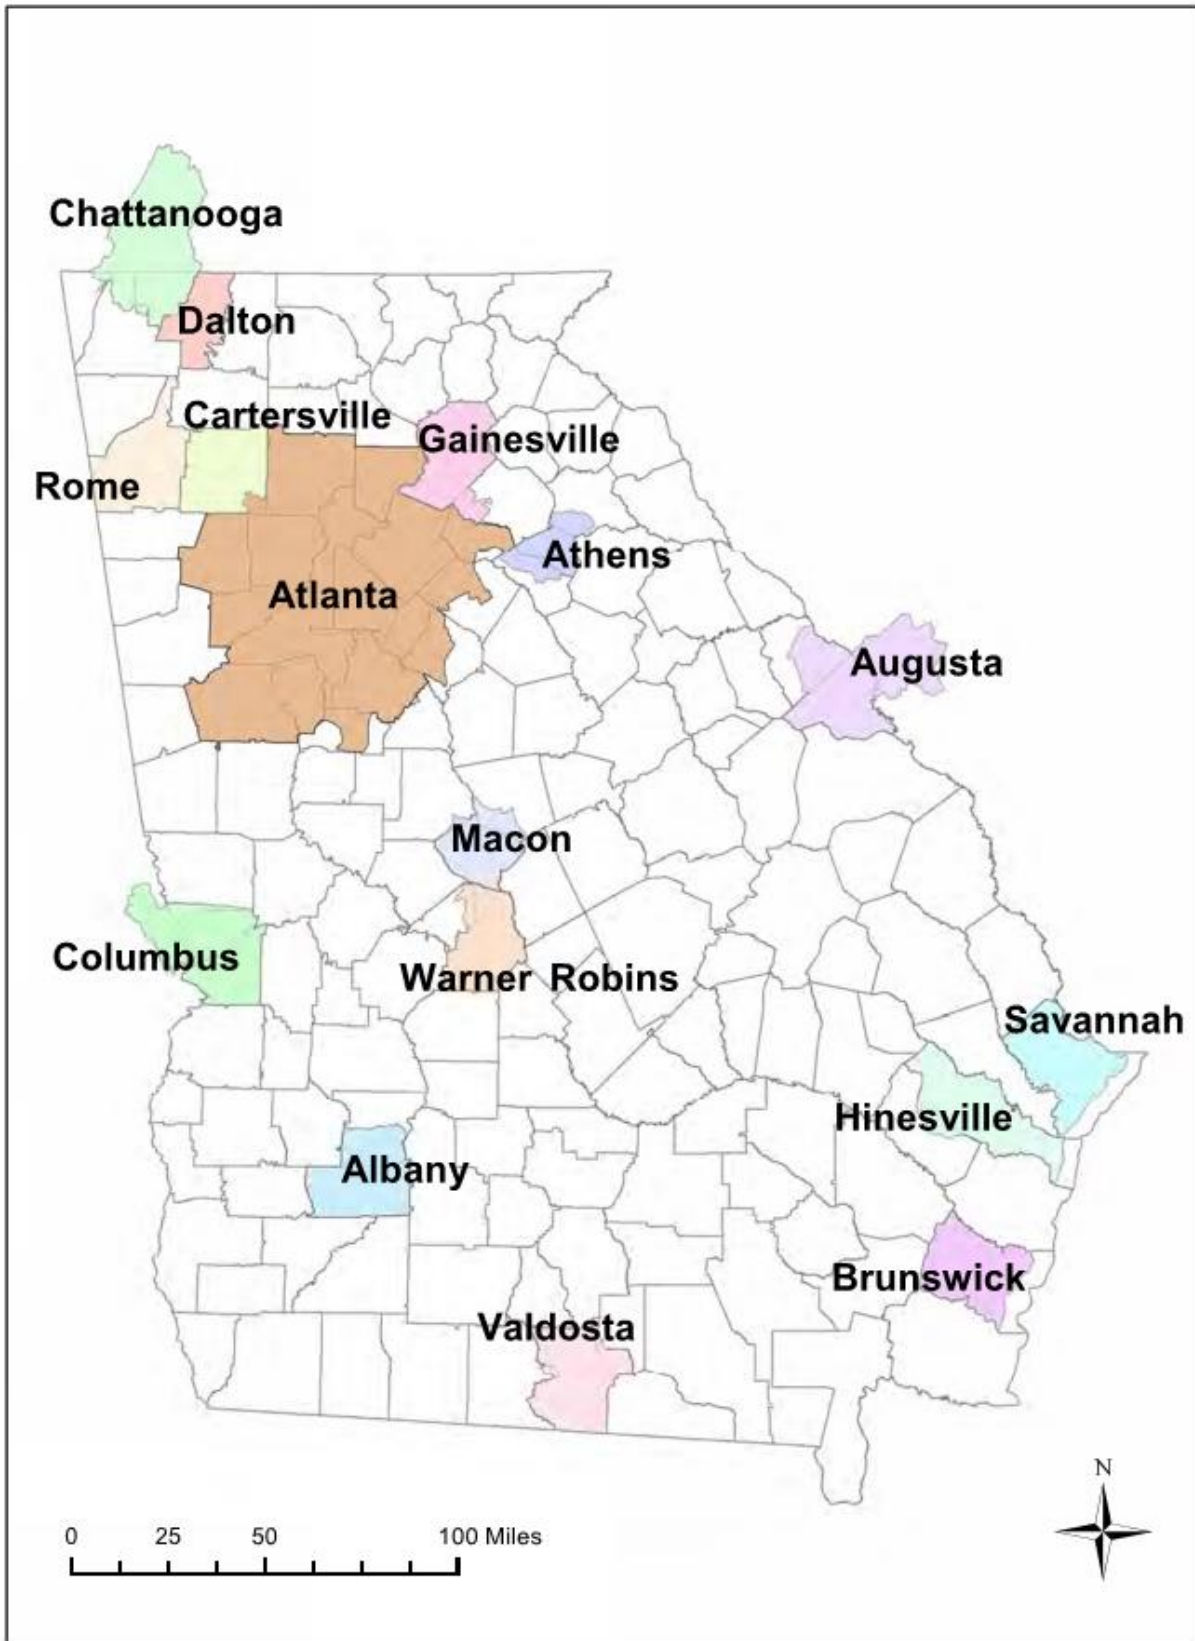 Chattanooga
Dalton
Cartersville
Gainesville
Rome
Athens
Atlanta
Augusta
Macon
Columbus
Warner Robins
Savannah
Hinesville
Albany
Brunswick
Valdosta
N
0 25 50 100 Miles